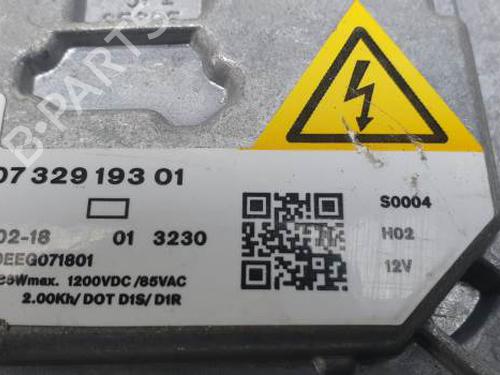 07 329 193 01
02-18 01 3230
DEEG071801
Wmax. 1200VDC/85VAC
2.00Kh/DOT D1S/D1R
S0004
H02
12V
B-PARTS